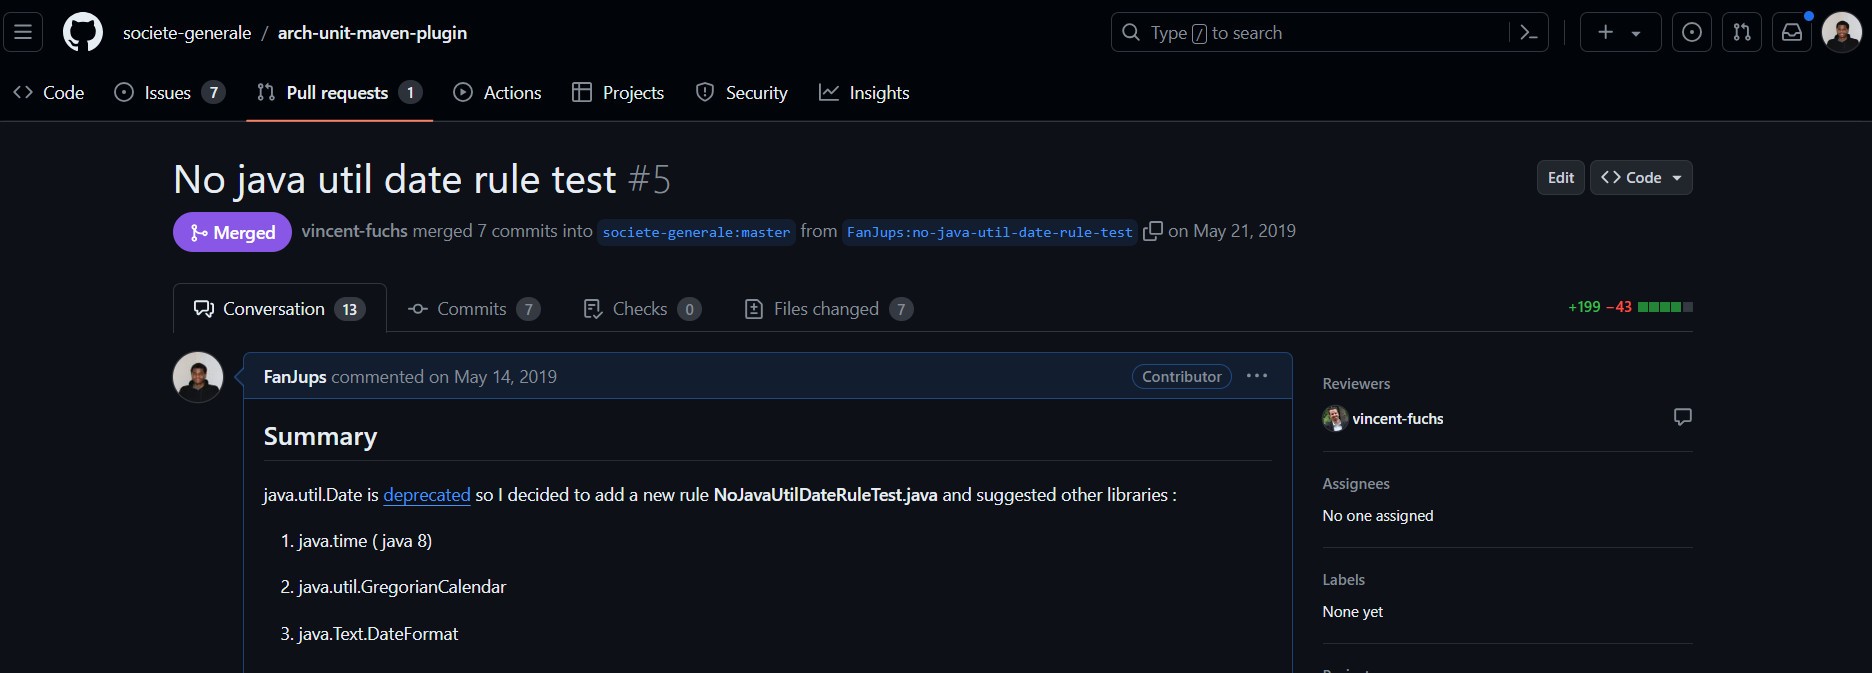 societe-generale / arch-unit-maven-plugin
Type / to search
Code
Issues 7
Pull requests 1
Actions
Projects
Security
Insights
No java util date rule test #5
Edit
Code
Merged
vincent-fuchs merged 7 commits into societe-generale:master from FanJups:no-java-util-date-rule-test on May 21, 2019
Conversation 13
Commits 7
Checks 0
Files changed 7
+199 −43
FanJups commented on May 14, 2019
Contributor
Summary
java.util.Date is deprecated so I decided to add a new rule NoJavaUtilDateRuleTest.java and suggested other libraries :
1. java.time ( java 8)
2. java.util.GregorianCalendar
3. java.Text.DateFormat
Reviewers
vincent-fuchs
Assignees
No one assigned
Labels
None yet